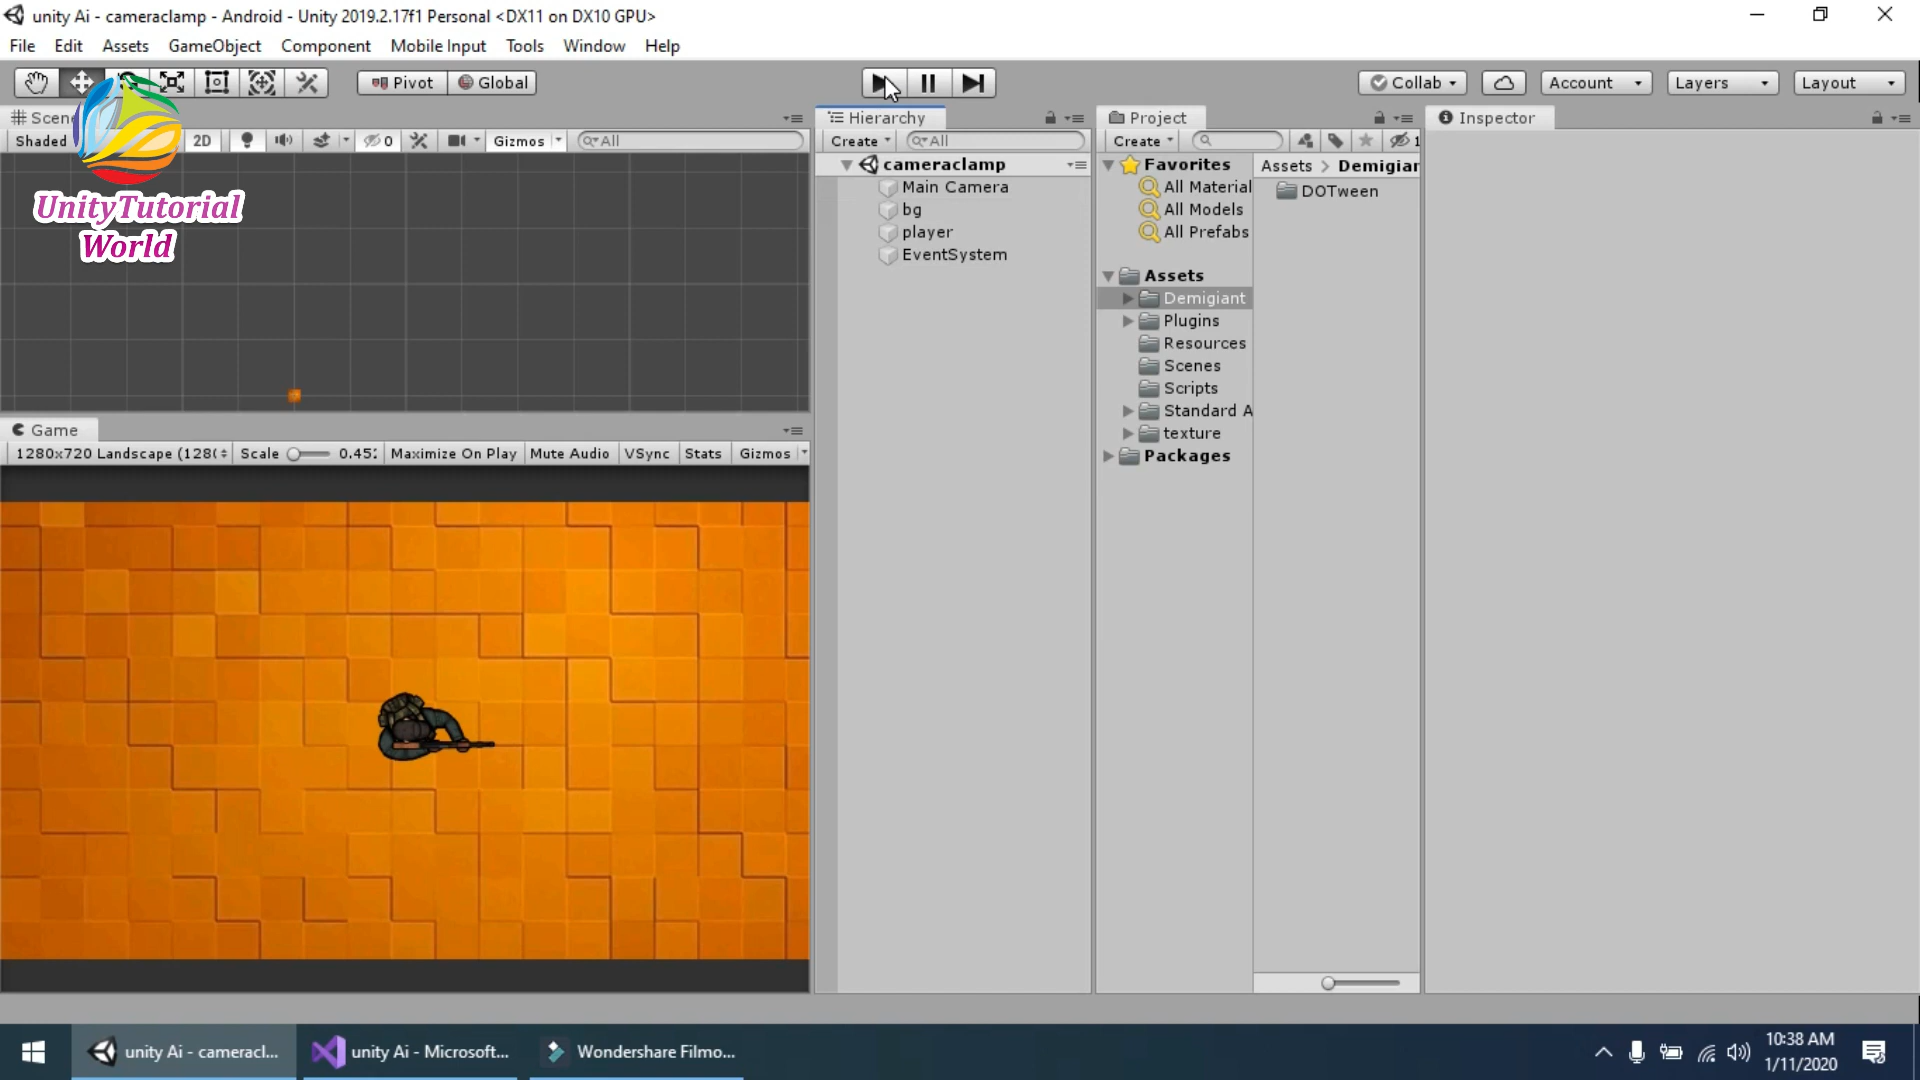 unity Ai - cameraclamp - Android - Unity 2019.2.17f1 Personal <DX11 on DX10 GPU>
File Edit Assets GameObject Component Mobile Input Tools Window Help
Pivot Global Collab Account Layers Layout
Scene
Shaded 2D 0 Gizmos All
UnityTutorial
World
Hierarchy
Create All
cameraclamp
Main Camera
bg
player
EventSystem
Project
Create 1
Favorites
All Material
All Models
All Prefabs
Assets
Demigiant
Plugins
Resources
Scenes
Scripts
Standard A
texture
Packages
Assets > Demigian
DOTween
Inspector
Game
1280x720 Landscape (128( Scale 0.45: Maximize On Play Mute Audio VSync Stats Gizmos
unity Ai - cameracl... unity Ai - Microsoft... Wondershare Filmo...
10:38 AM
1/11/2020